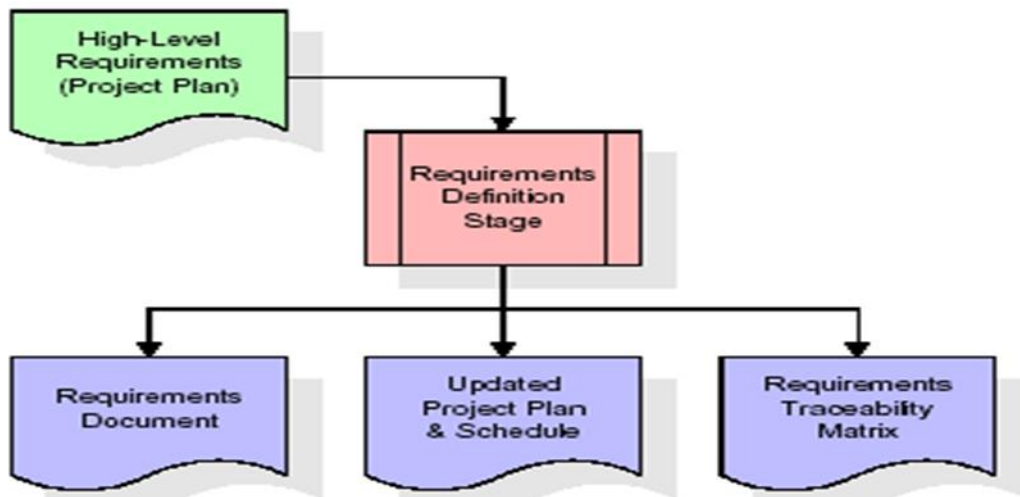 High-Level
Requirements
(Project Plan)
Requirements
Definition
Stage
Requirements
Document
Updated
Project Plan
& Schedule
Requirements
Traceability
Matrix